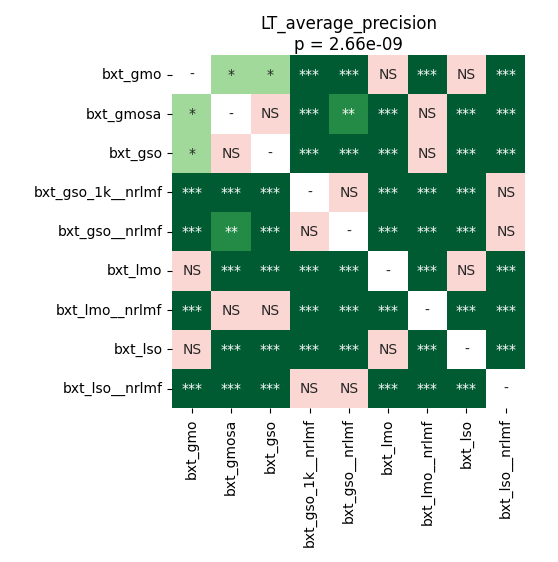 LT_average_precision
p = 2.66e-09
bxt_gmo - * * *** *** NS *** NS ***
bxt_gmosa * - NS *** ** *** NS *** ***
bxt_gso * NS - *** *** *** NS *** ***
bxt_gso_1k__nrlmf *** *** *** - NS *** *** *** NS
bxt_gso__nrlmf *** ** *** NS - *** *** *** NS
bxt_lmo NS *** *** *** *** - *** NS ***
bxt_lmo__nrlmf *** NS NS *** *** *** - *** ***
bxt_lso NS *** *** *** *** NS *** - ***
bxt_lso__nrlmf *** *** *** NS NS *** *** *** -
bxt_gmo
bxt_gmosa
bxt_gso
bxt_gso_1k__nrlmf
bxt_gso__nrlmf
bxt_lmo
bxt_lmo__nrlmf
bxt_lso
bxt_lso__nrlmf